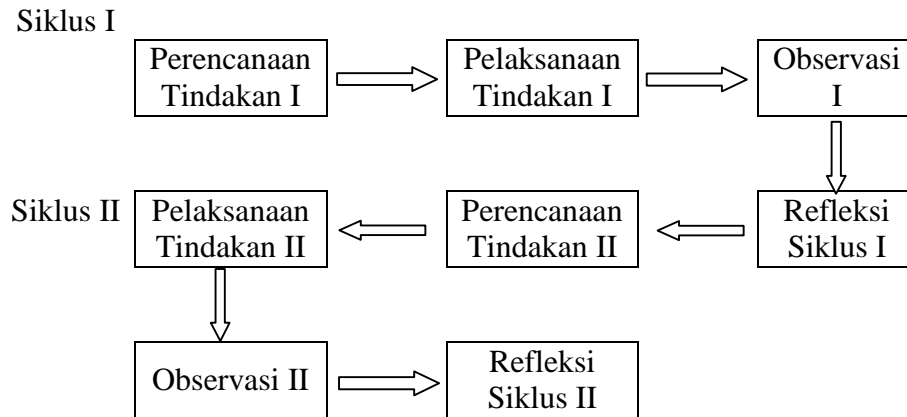 Siklus I
Perencanaan
Tindakan I
Pelaksanaan
Tindakan I
Observasi
I
Siklus II
Pelaksanaan
Tindakan II
Perencanaan
Tindakan II
Refleksi
Siklus I
Observasi II
Refleksi
Siklus II